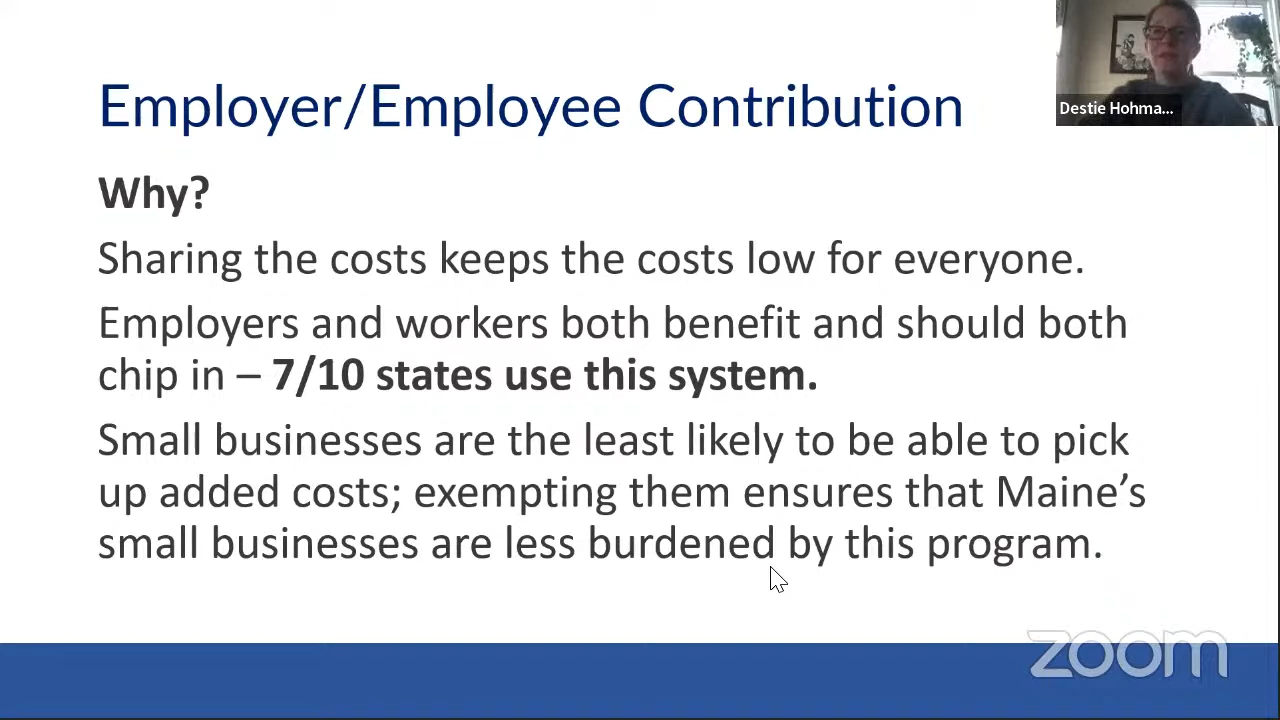 Employer/Employee Contribution
Destie Hohma...
Why?
Sharing the costs keeps the costs low for everyone.
Employers and workers both benefit and should both
chip in – 7/10 states use this system.
Small businesses are the least likely to be able to pick
up added costs; exempting them ensures that Maine’s
small businesses are less burdened by this program.
zoom